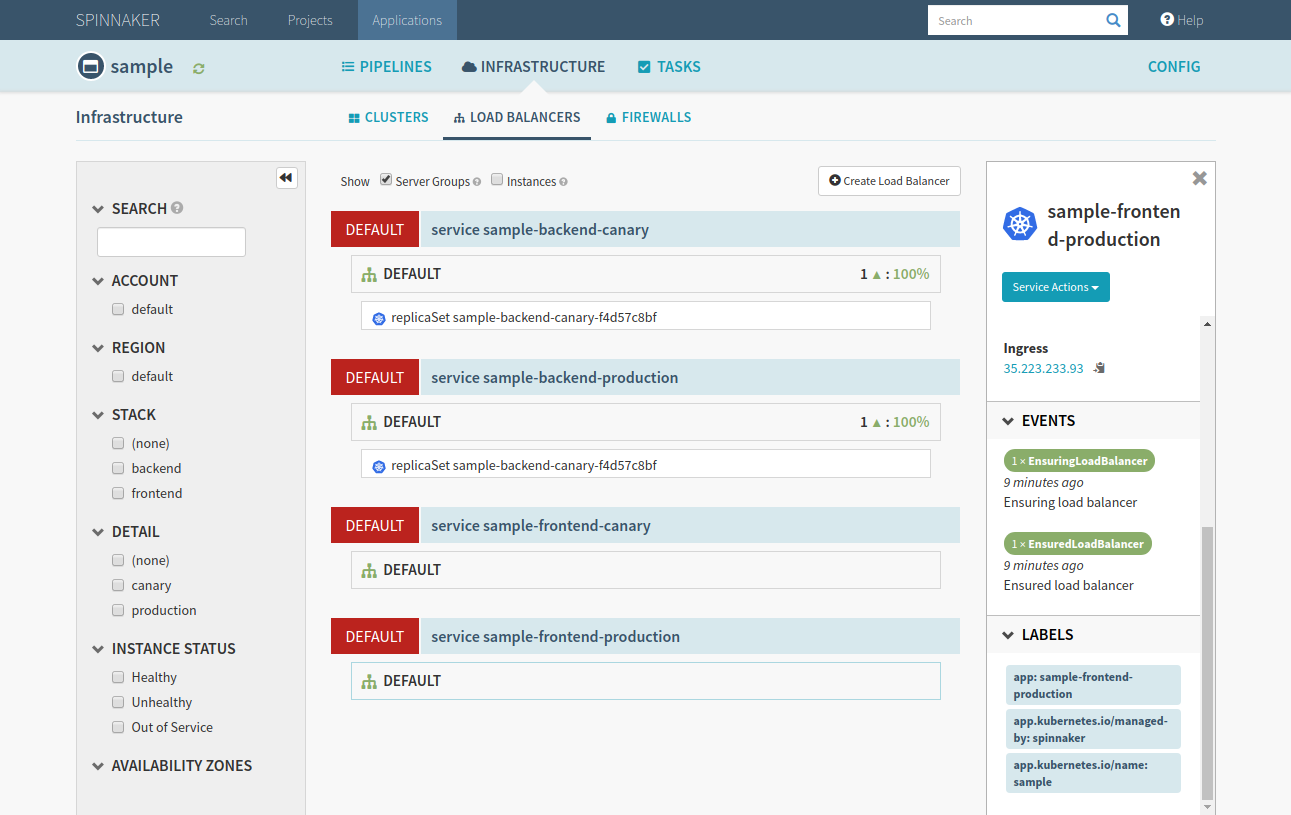 SPINNAKER Search Projects Applications Search Help
sample PIPELINES INFRASTRUCTURE TASKS CONFIG
Infrastructure CLUSTERS LOAD BALANCERS FIREWALLS
SEARCH
ACCOUNT
default
REGION
default
STACK
(none)
backend
frontend
DETAIL
(none)
canary
production
INSTANCE STATUS
Healthy
Unhealthy
Out of Service
AVAILABILITY ZONES
Show Server Groups Instances Create Load Balancer
DEFAULT service sample-backend-canary
DEFAULT 1 ▲ : 100%
replicaSet sample-backend-canary-f4d57c8bf
DEFAULT service sample-backend-production
DEFAULT 1 ▲ : 100%
replicaSet sample-backend-canary-f4d57c8bf
DEFAULT service sample-frontend-canary
DEFAULT
DEFAULT service sample-frontend-production
DEFAULT
sample-fronten
d-production
Service Actions
Ingress
35.223.233.93
EVENTS
1 × EnsuringLoadBalancer
9 minutes ago
Ensuring load balancer
1 × EnsuredLoadBalancer
9 minutes ago
Ensured load balancer
LABELS
app: sample-frontend-
production
app.kubernetes.io/managed-
by: spinnaker
app.kubernetes.io/name:
sample